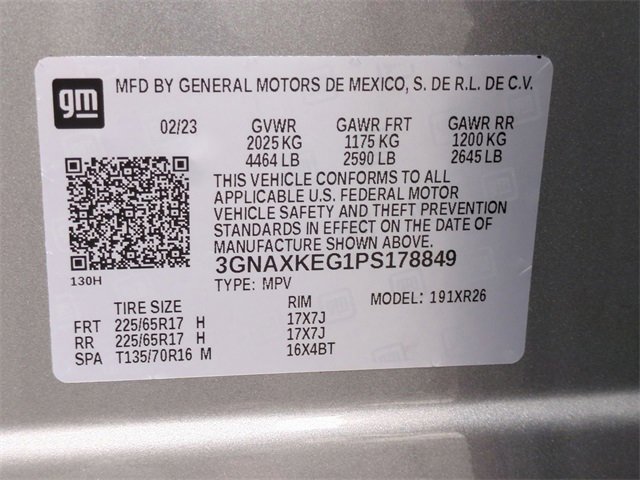 gm
MFD BY GENERAL MOTORS DE MEXICO, S. DE R.L. DE C.V.
02/23 GVWR GAWR FRT GAWR RR
2025 KG 1175 KG 1200 KG
4464 LB 2590 LB 2645 LB
THIS VEHICLE CONFORMS TO ALL
APPLICABLE U.S. FEDERAL MOTOR
VEHICLE SAFETY AND THEFT PREVENTION
STANDARDS IN EFFECT ON THE DATE OF
MANUFACTURE SHOWN ABOVE.
3GNAXKEG1PS178849
130H
TYPE: MPV MODEL: 191XR26
TIRE SIZE RIM
FRT 225/65R17 H 17X7J
RR 225/65R17 H 17X7J
SPA T135/70R16 M 16X4BT